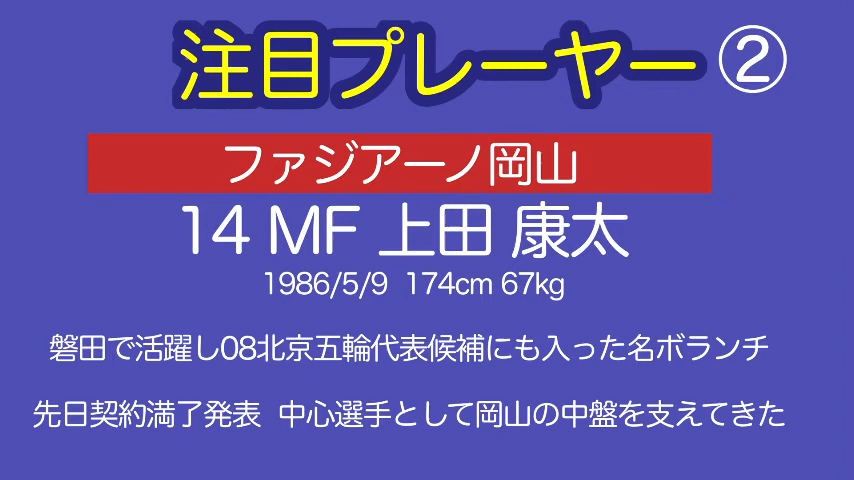 注目プレーヤー②
ファジアーノ岡山
14 MF 上田 康太
1986/5/9 174cm 67kg
磐田で活躍し08北京五輪代表候補にも入った名ボランチ
先日契約満了発表 中心選手として岡山の中盤を支えてきた